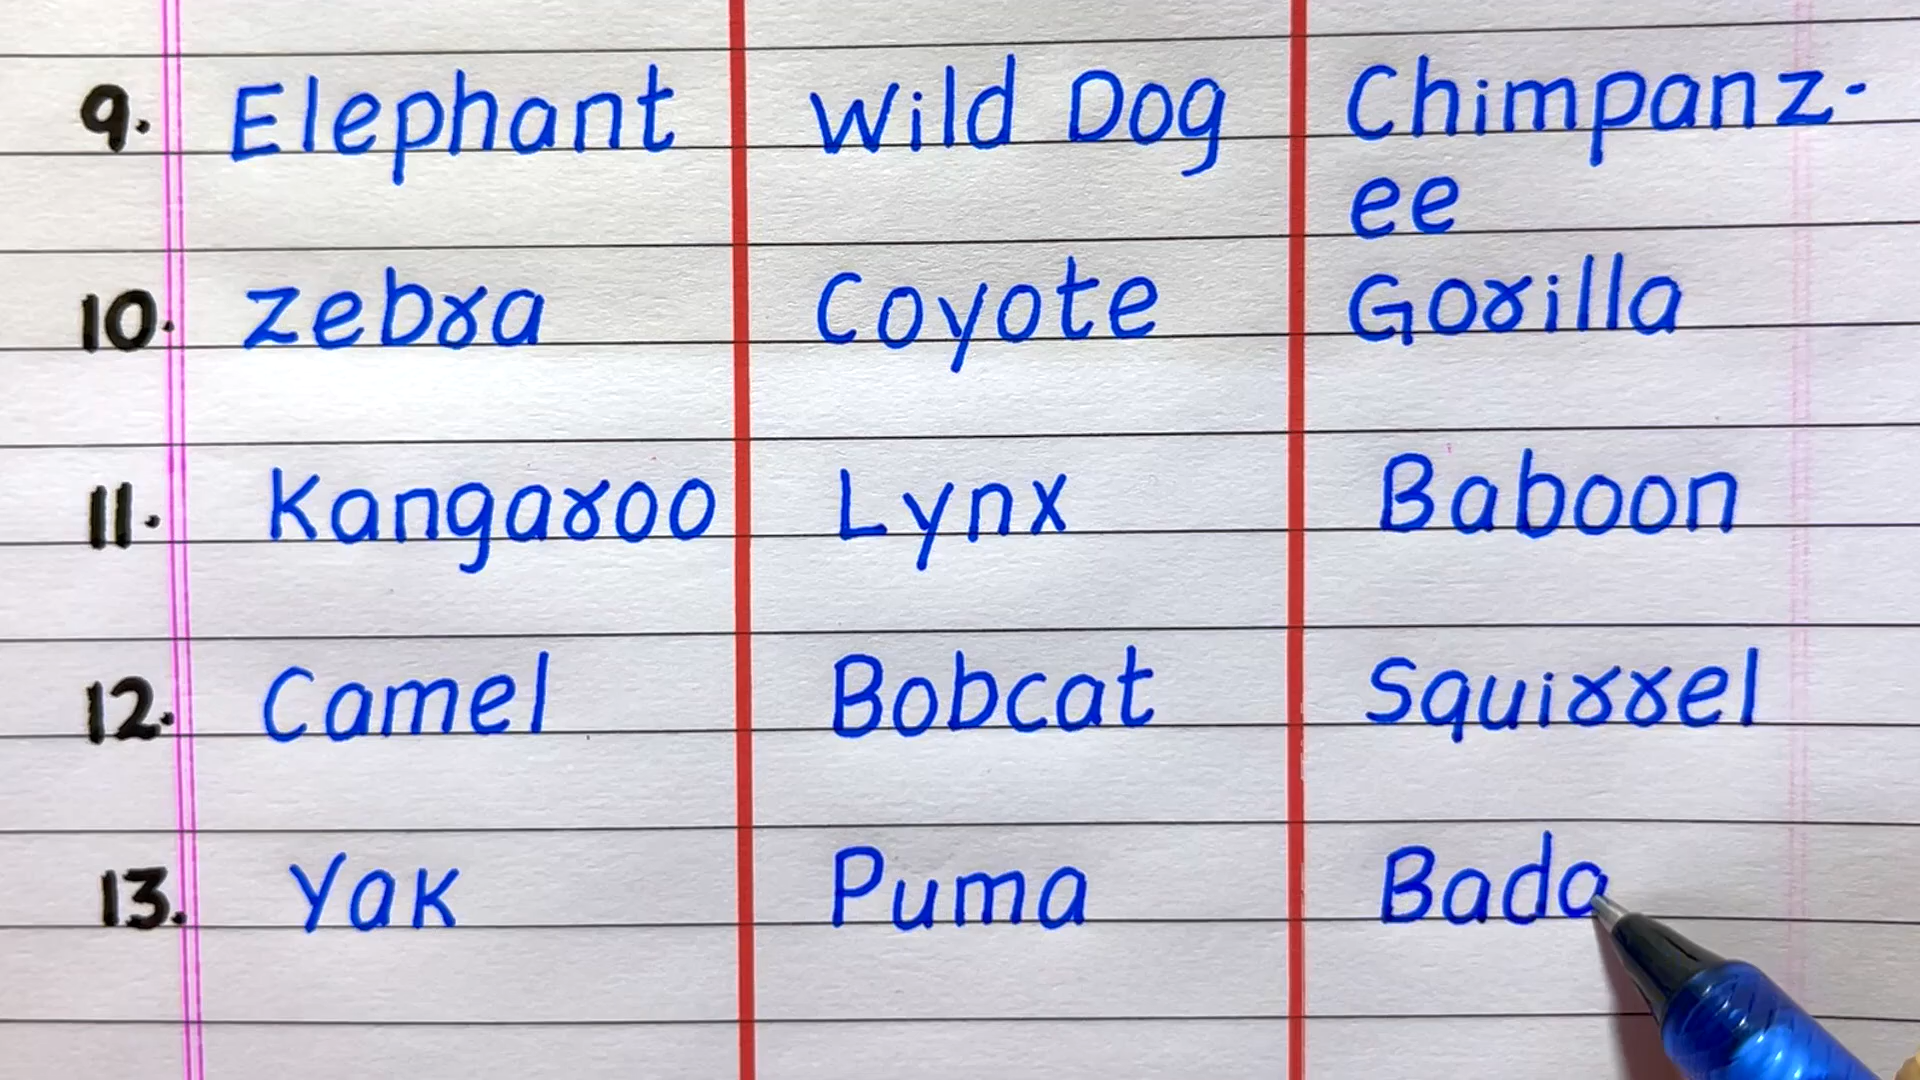 9. Elephant Wild Dog Chimpanz-
ee
10. zebra Coyote Gorilla
11. Kangaroo Lynx Baboon
12. Camel Bobcat Squirrel
13. Yak Puma